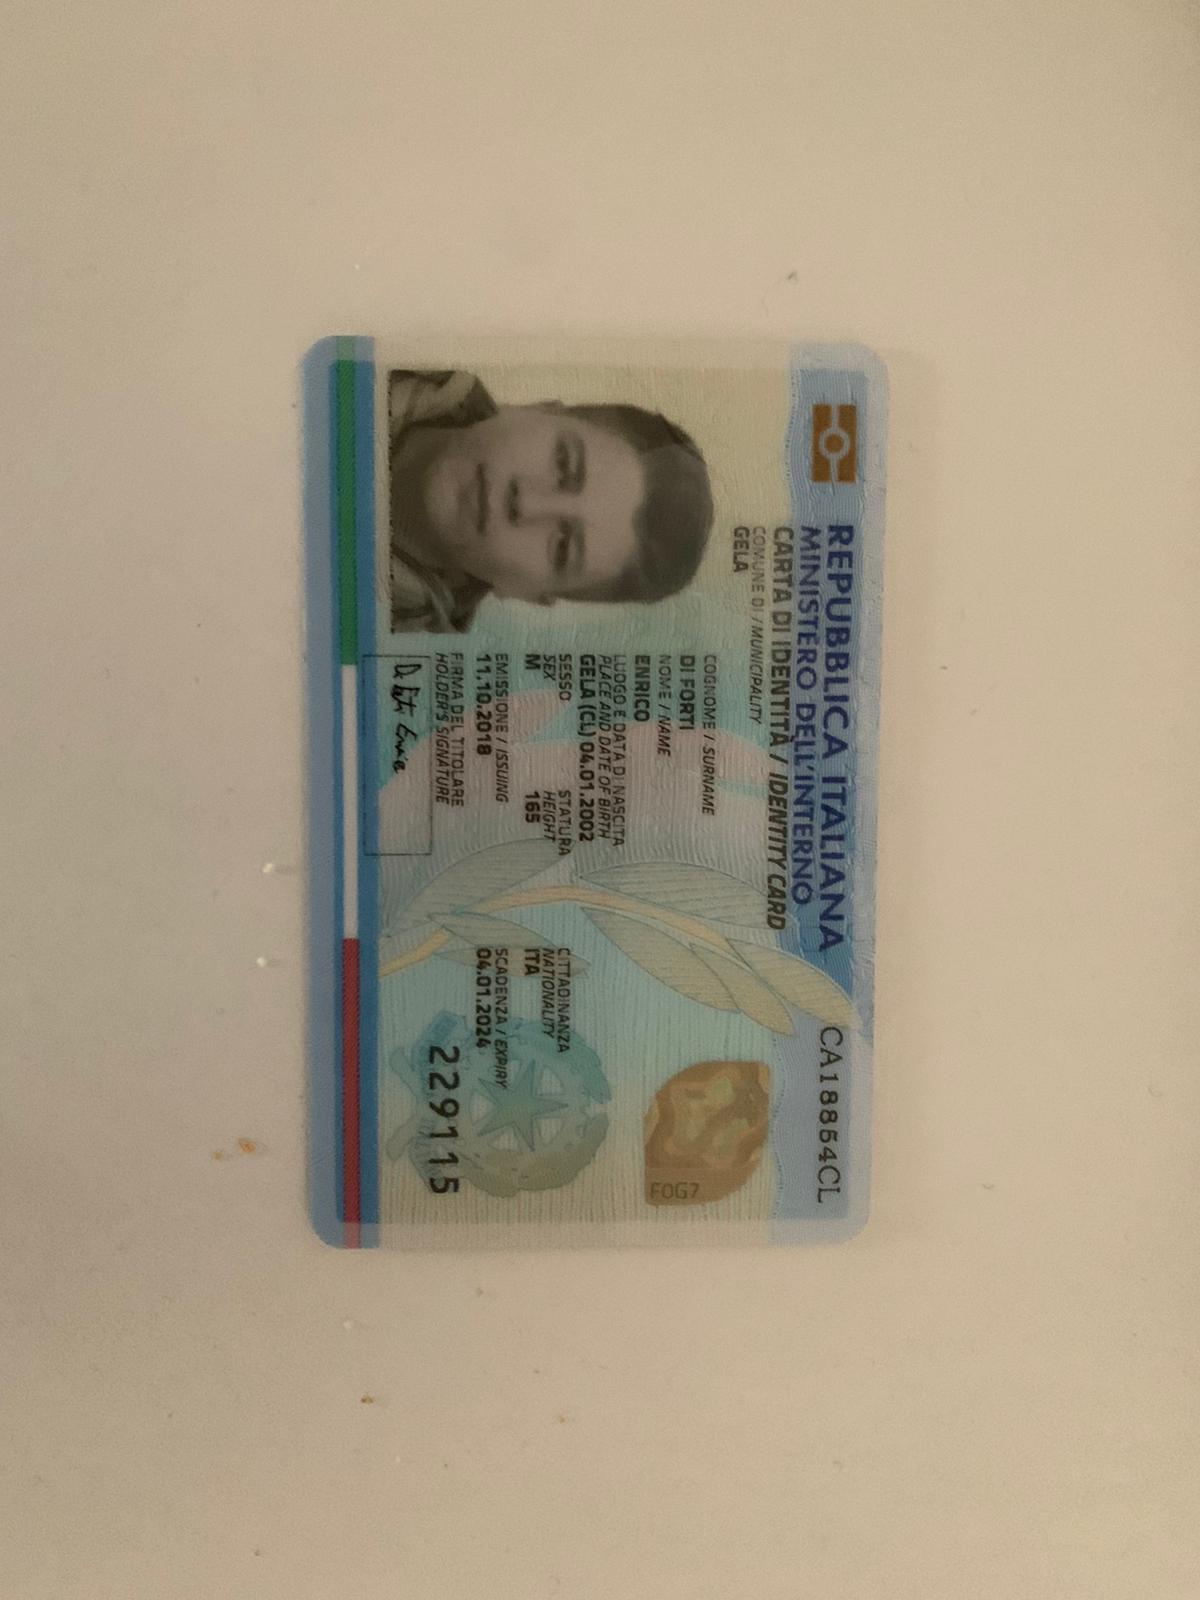 REPUBBLICA ITALIANA
MINISTERO DELL'INTERNO
CA18854CL
CARTA DI IDENTITÀ / IDENTITY CARD
COMUNE DI / MUNICIPALITY
GELA
COGNOME / SURNAME
DI FORTI
NOME / NAME
ENRICO
LUOGO E DATA DI NASCITA
PLACE AND DATE OF BIRTH
GELA (CL) 04.01.2002
SESSO STATURA CITTADINANZA
SEX HEIGHT NATIONALITY
M 165 ITA
EMISSIONE / ISSUING SCADENZA / EXPIRY
11.10.2018 04.01.2024
FIRMA DEL TITOLARE
HOLDER'S SIGNATURE
229115
Di Forti Enrico
F0G7